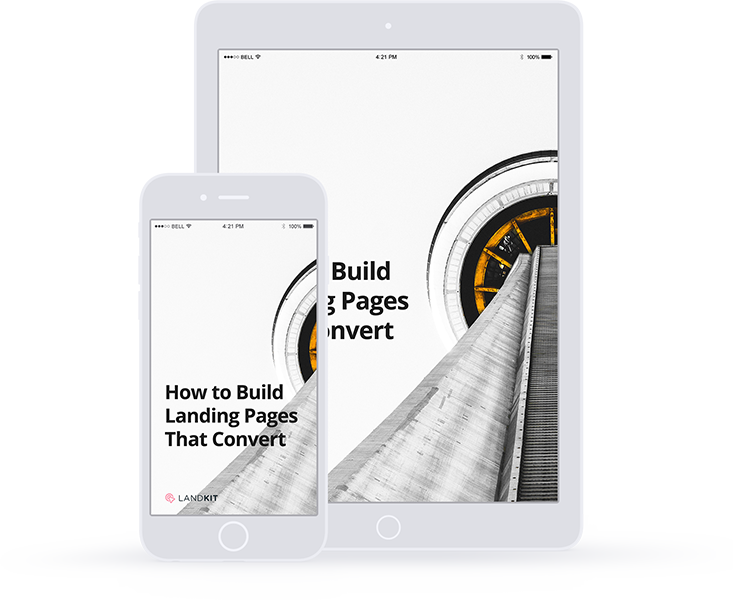 BELL
4:21 PM
100%
Build
g Pages
onvert
BELL
4:21 PM
100%
How to Build
Landing Pages
That Convert
LANDKIT